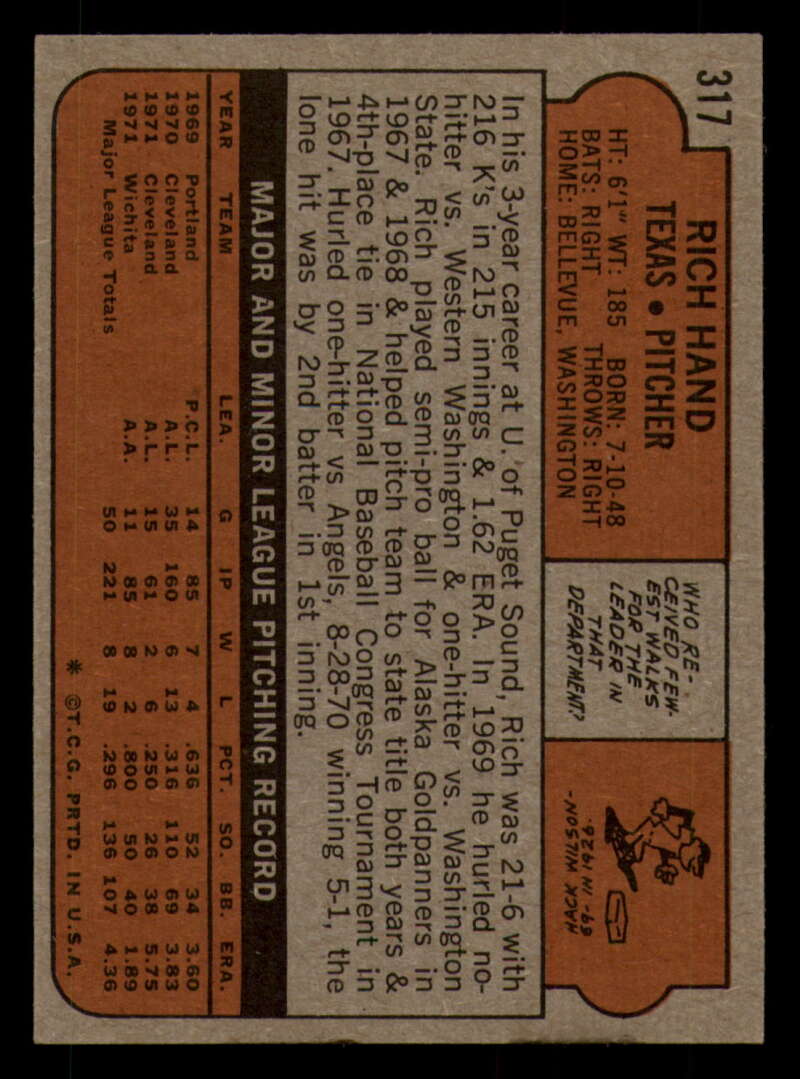 317
RICH HAND
TEXAS • PITCHER
HT: 6'1" WT: 185 BORN: 7-10-48
BATS: RIGHT THROWS: RIGHT
HOME: BELLEVUE, WASHINGTON
WHO RE-
CEIVED FEW-
EST WALKS
FOR THE
LEADER IN
THAT
DEPARTMENT?
HACK WILSON-
69- IN 1926.
In his 3-year career at U. of Puget Sound, Rich was 21-6 with
216 K's in 215 innings & 1.62 ERA. In 1969 he hurled no-
hitter vs. Western Washington & one-hitter vs. Washington
State. Rich played semi-pro ball for Alaska Goldpanners in
1967 & 1968 & helped pitch team to state title both years &
4th-place tie in National Baseball Congress Tournament in
1967. Hurled one-hitter vs Angels, 8-28-70 winning 5-1, the
lone hit was by 2nd batter in 1st inning.
MAJOR AND MINOR LEAGUE PITCHING RECORD
YEAR TEAM LEA. G IP W L PCT. SO. BB. ERA.
1969 Portland P.C.L. 14 85 7 4 .636 52 34 3.60
1970 Cleveland A.L. 35 160 6 13 .316 110 69 3.83
1971 Cleveland A.L. 15 61 2 6 .250 26 38 5.75
1971 Wichita A.A. 11 85 8 2 .800 50 40 1.89
Major League Totals 50 221 8 19 .296 136 107 4.36
* ©T.C.G. PRTD. IN U.S.A.